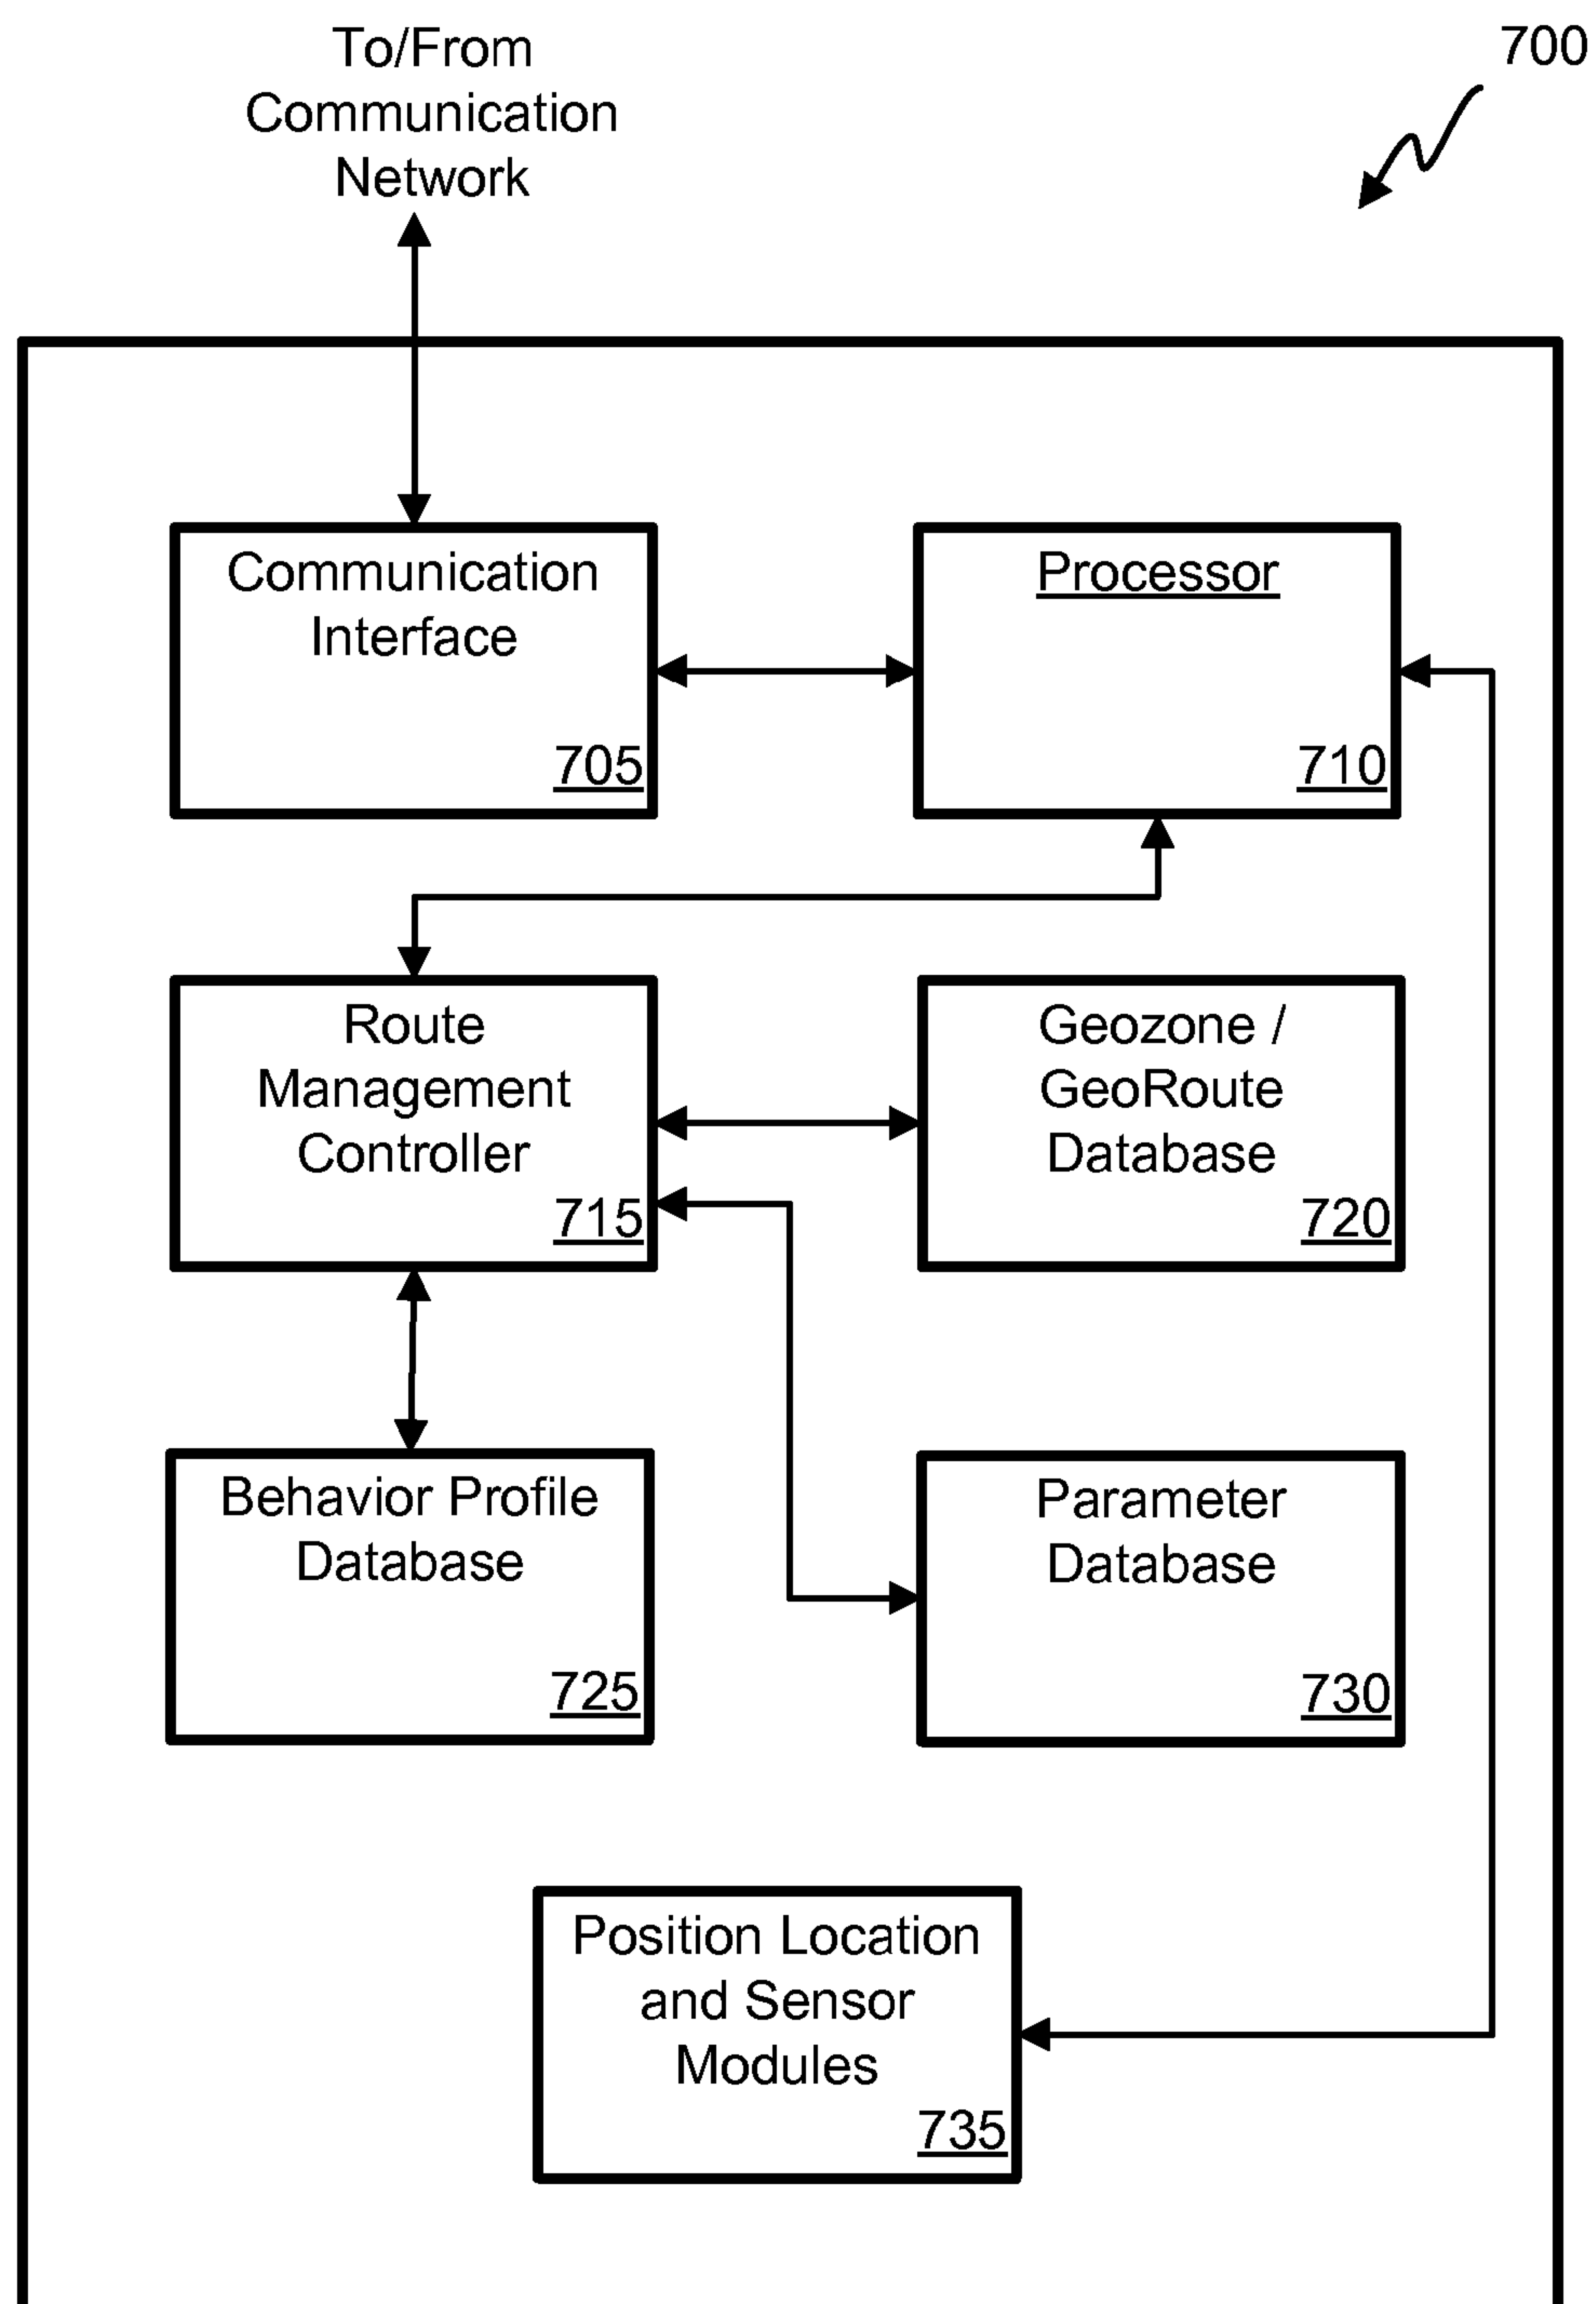 To/From
Communication
Network
700
Communication
Interface
705
Processor
710
Route
Management
Controller
715
Geozone /
GeoRoute
Database
720
Behavior Profile
Database
725
Parameter
Database
730
Position Location
and Sensor
Modules
735